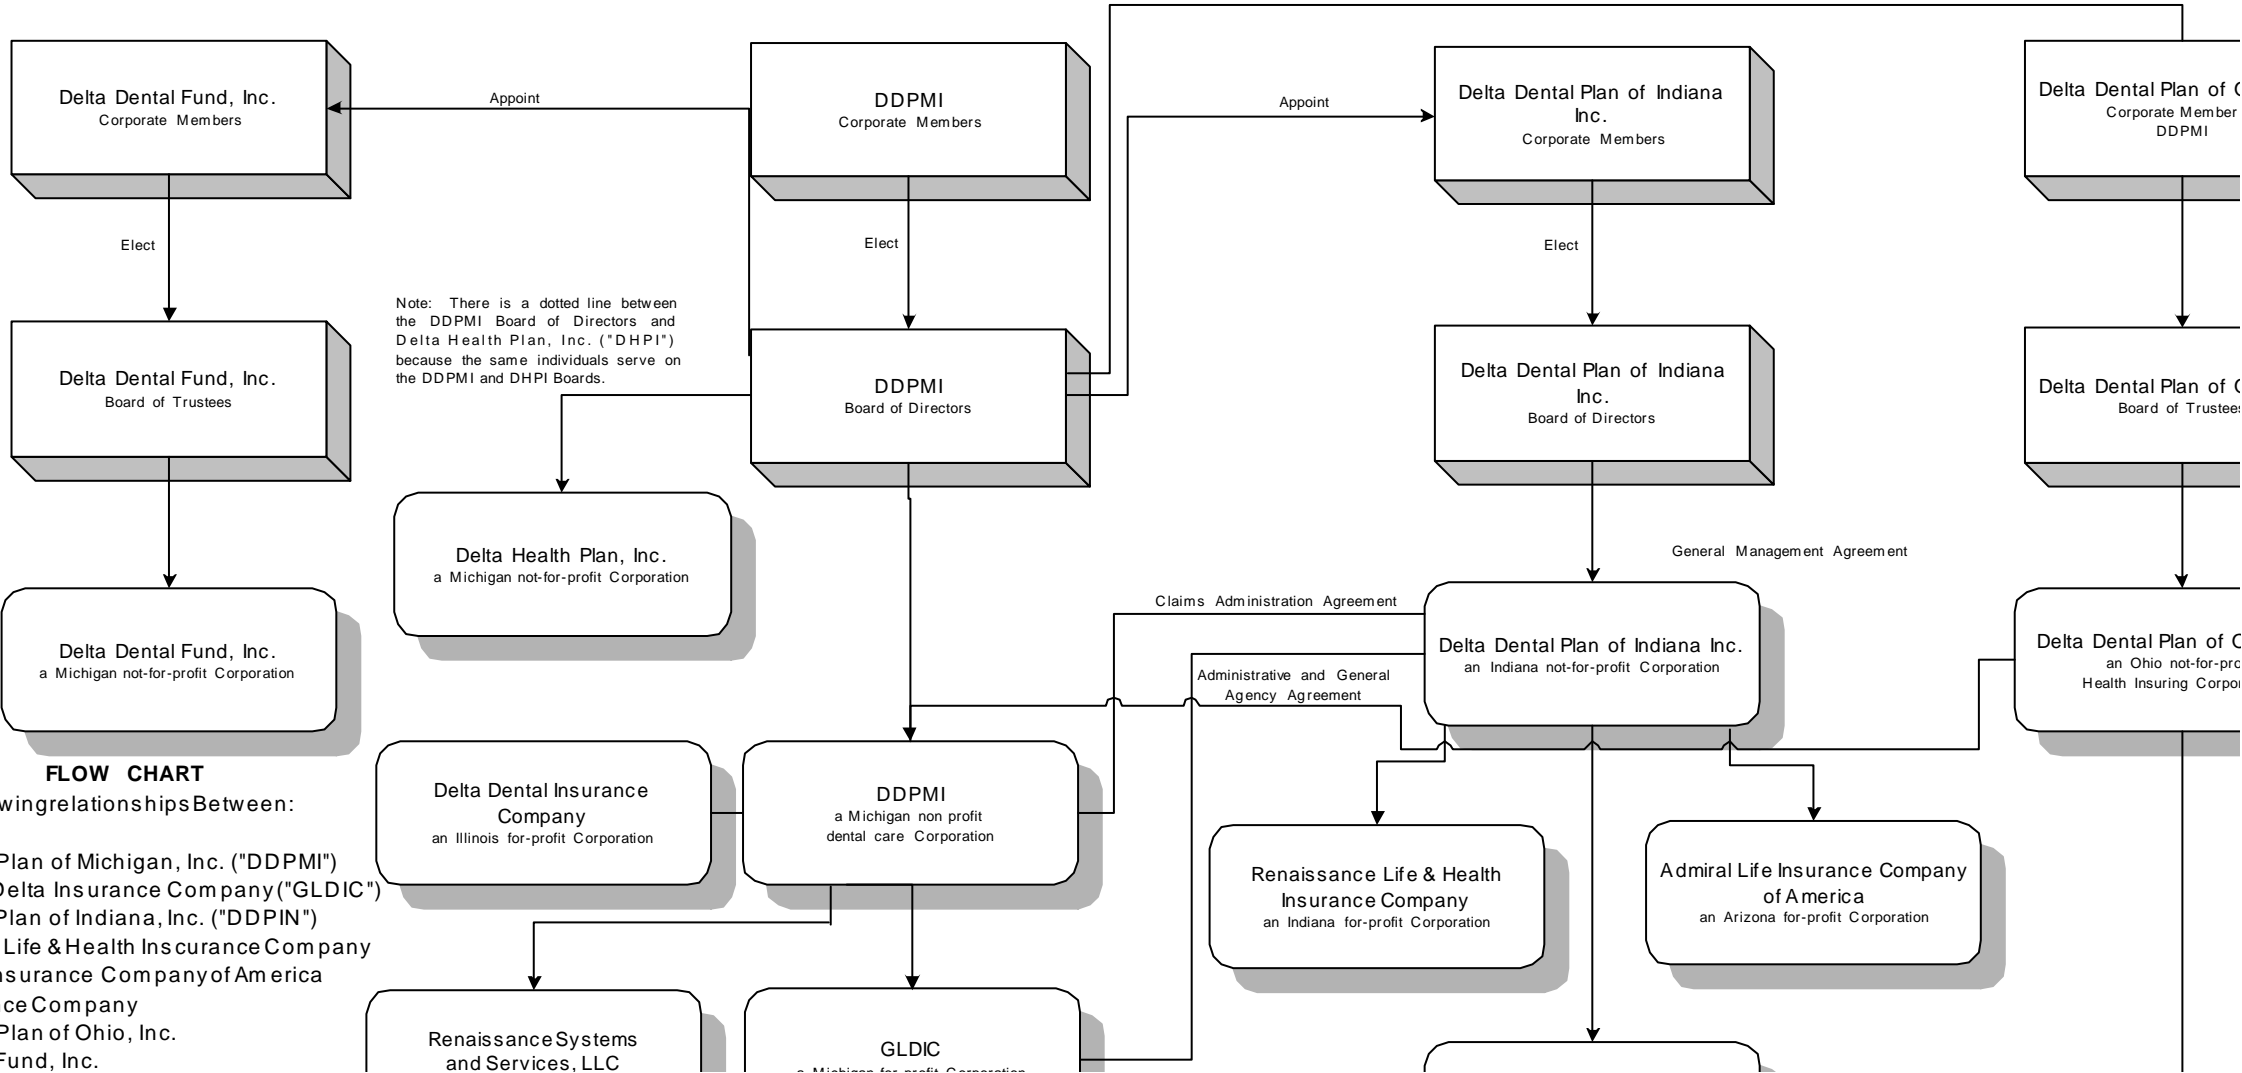 Delta Dental Fund, Inc.
Corporate Members
Appoint
DDPMI
Corporate Members
Appoint
Delta Dental Plan of Indiana
Inc.
Corporate Members
Delta Dental Plan of
Corporate Member
DDPMI
Elect
Elect
Elect
Note: There is a dotted line between
the DDPMI Board of Directors and
Delta Health Plan, Inc. ("DHPI")
because the same individuals serve on
the DDPMI and DHPI Boards.
Delta Dental Fund, Inc.
Board of Trustees
DDPMI
Board of Directors
Delta Dental Plan of Indiana
Inc.
Board of Directors
Delta Dental Plan of
Board of Trustees
Delta Health Plan, Inc.
a Michigan not-for-profit Corporation
General Management Agreement
Claims Administration Agreement
Delta Dental Fund, Inc.
a Michigan not-for-profit Corporation
Delta Dental Plan of Indiana Inc.
an Indiana not-for-profit Corporation
Delta Dental Plan of
an Ohio not-for-pro
Health Insuring Corpor
Administrative and General
Agency Agreement
FLOW CHART
wing relationships Between:
Plan of Michigan, Inc. ("DDPMI")
Delta Insurance Company ("GLDIC")
Plan of Indiana, Inc. ("DDPIN")
Life & Health Inscurance Company
nsurance Company of America
ce Company
Plan of Ohio, Inc.
Fund, Inc.
Delta Dental Insurance
Company
an Illinois for-profit Corporation
DDPMI
a Michigan non profit
dental care Corporation
Renaissance Life & Health
Insurance Company
an Indiana for-profit Corporation
Admiral Life Insurance Company
of America
an Arizona for-profit Corporation
Renaissance Systems
and Services, LLC
GLDIC
a Michigan for-profit Corporation